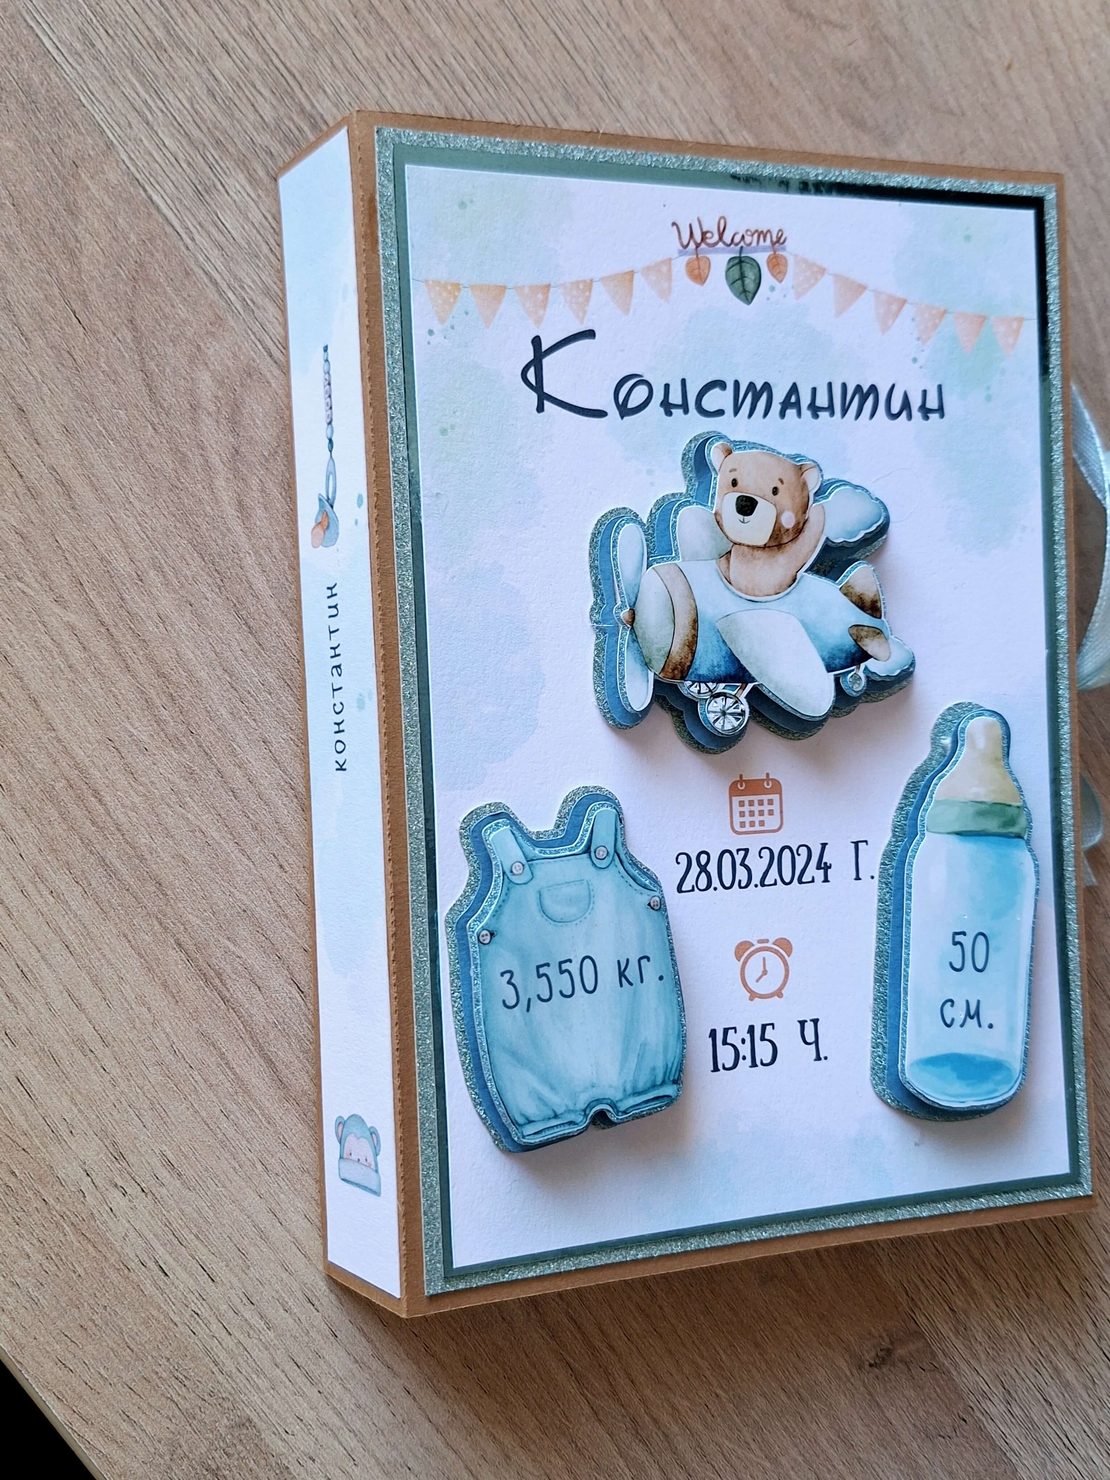 Welcome
Константин
28.03.2024 г.
3,550 кг.
15:15 ч.
50
см.
константин